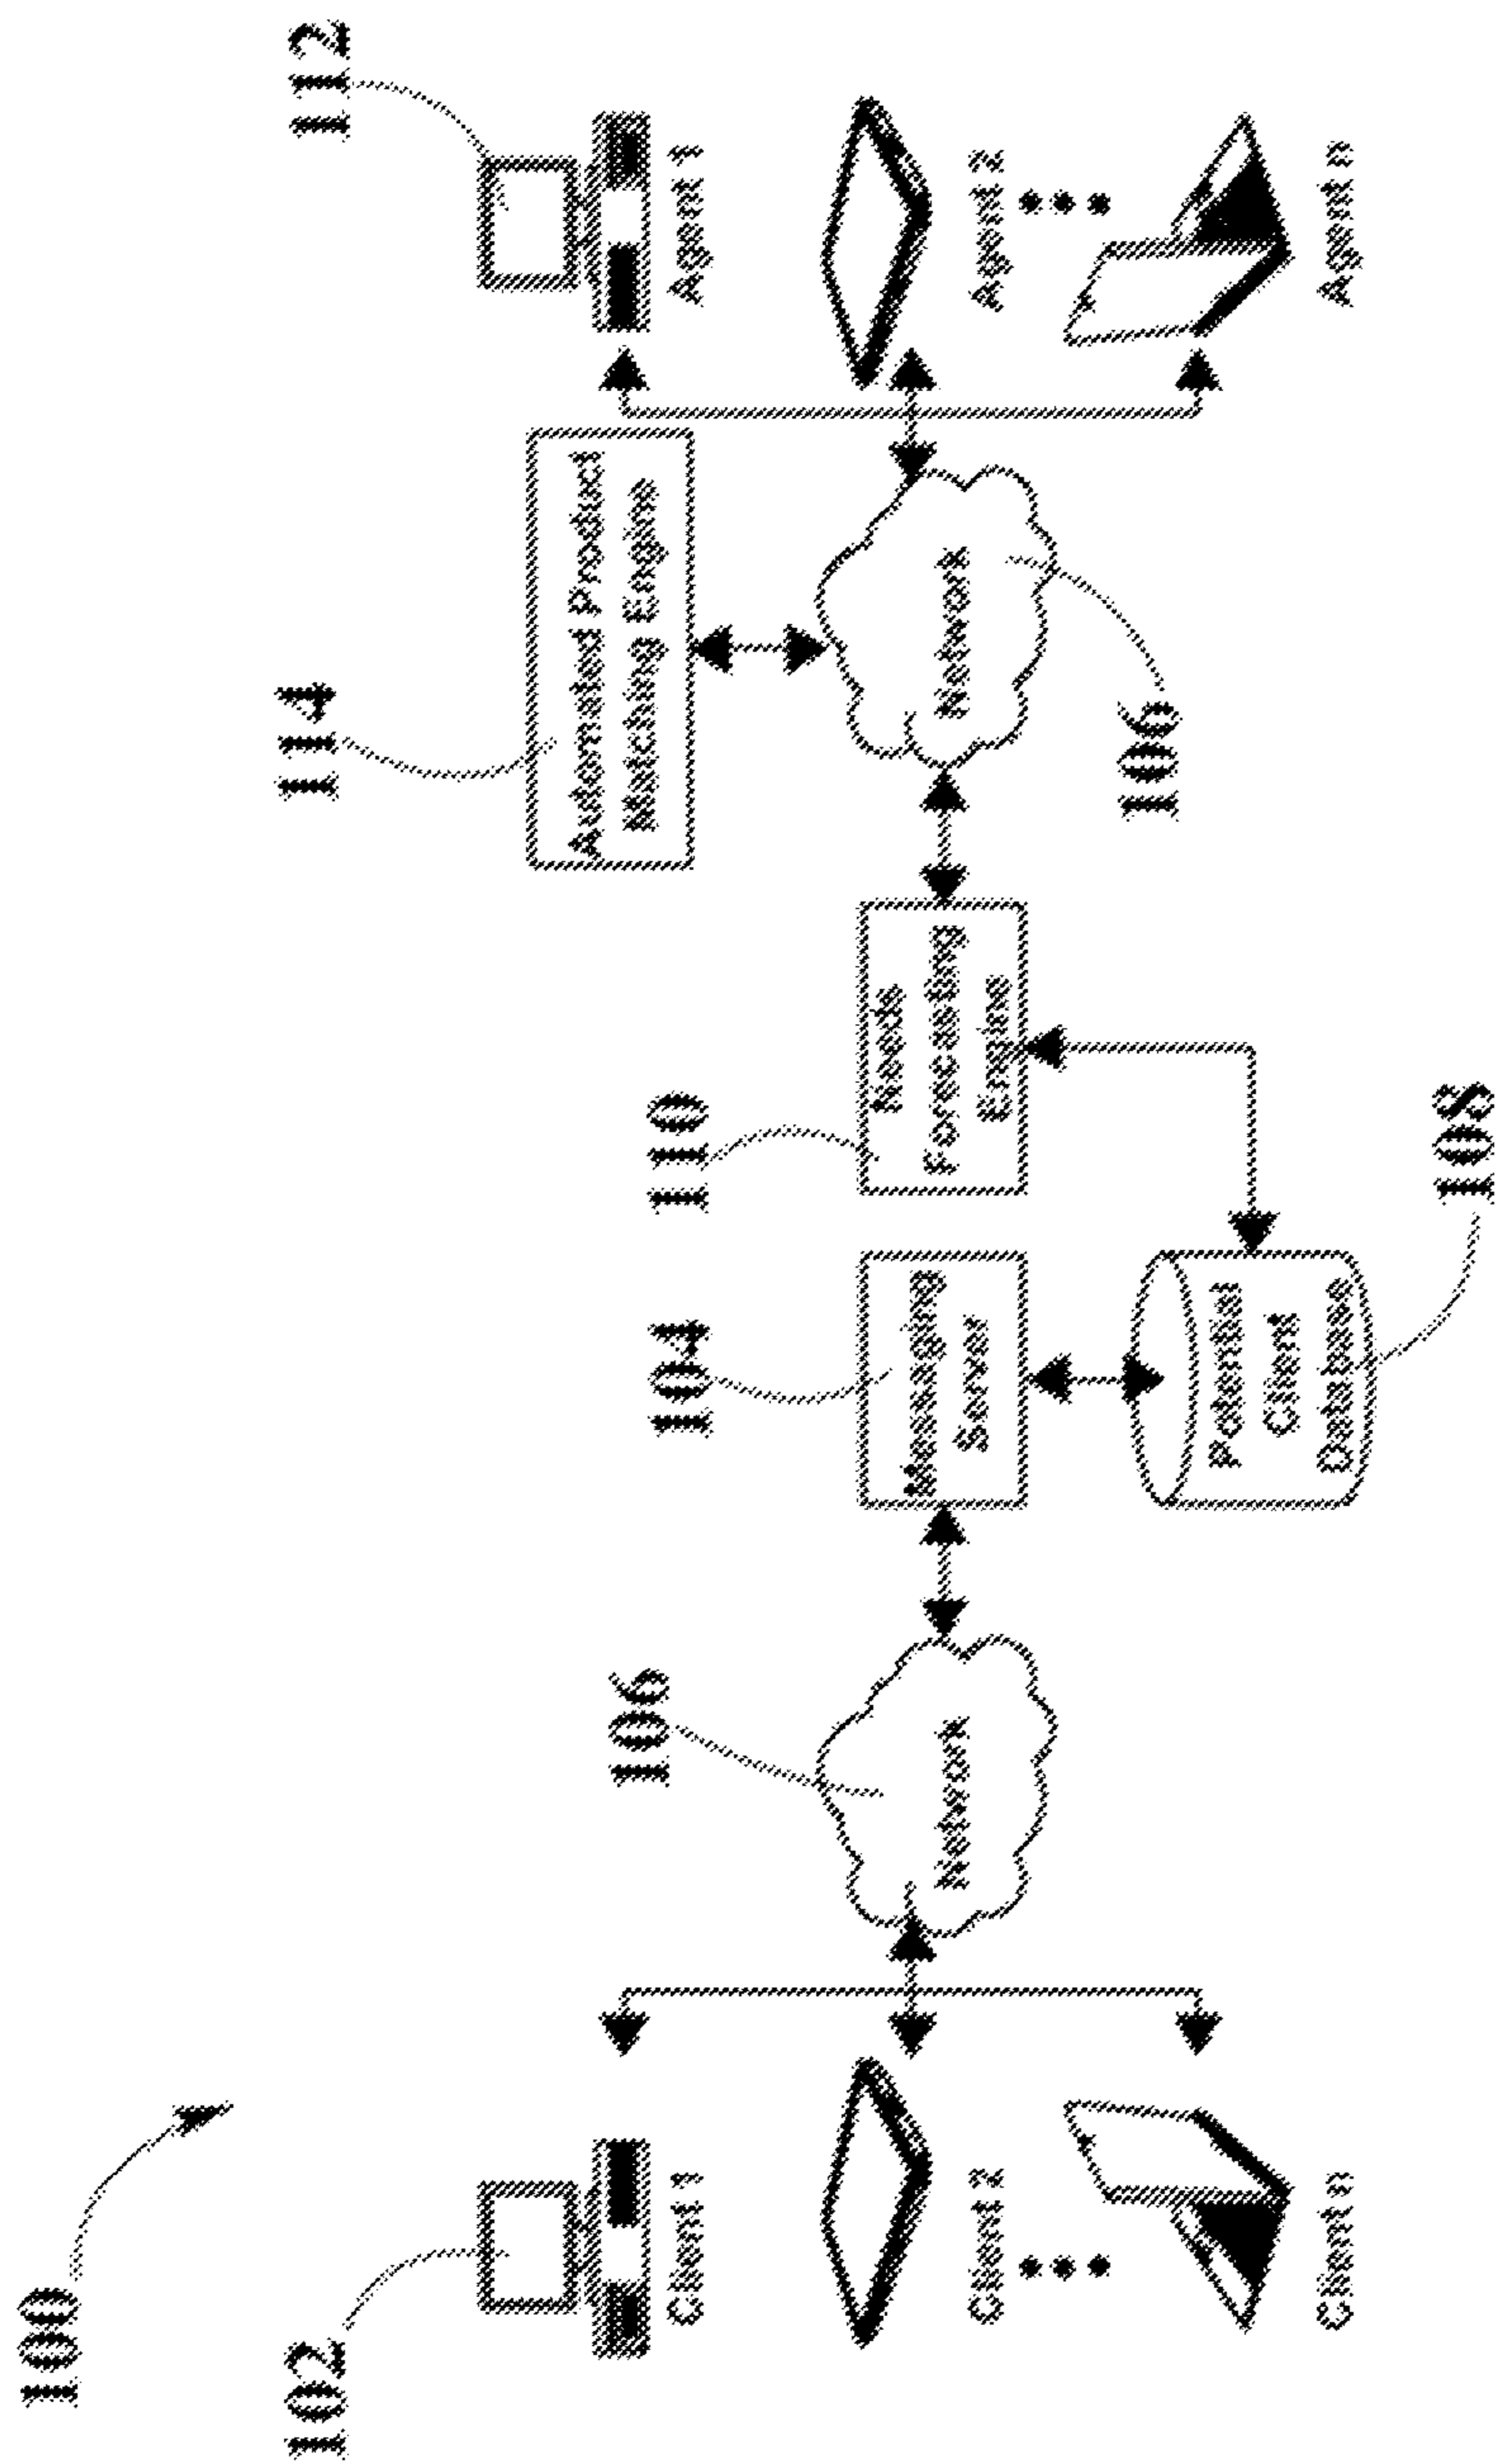 100
102
114
112
Client 1
Client 2
Client n
106
Network
104
Messaging
Server
Potential
Client
Database
108
110
Needs
Forecasting
Engine
Automated Product
Matching Engine
Network
106
Agent 1
Agent 2
Agent n